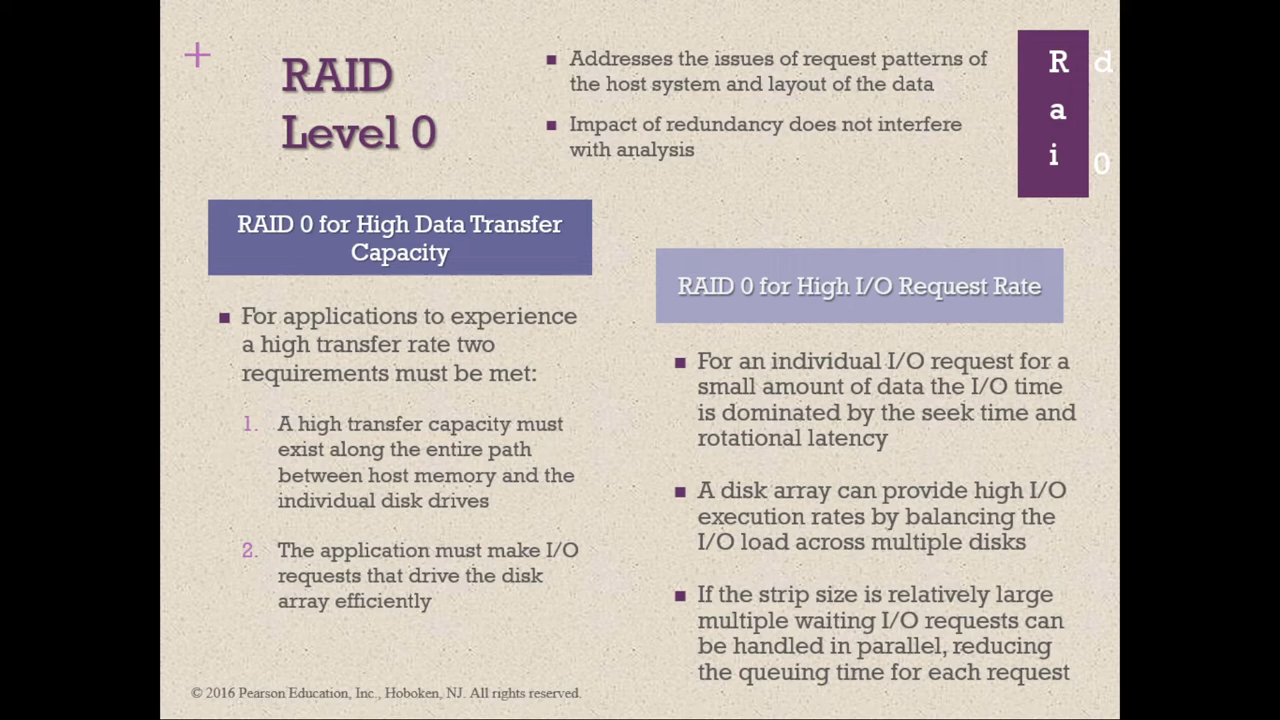 +
RAID
Level 0
■ Addresses the issues of request patterns of
the host system and layout of the data
■ Impact of redundancy does not interfere
with analysis
R d
a
i 0
RAID 0 for High Data Transfer
Capacity
■ For applications to experience
a high transfer rate two
requirements must be met:
1. A high transfer capacity must
exist along the entire path
between host memory and the
individual disk drives
2. The application must make I/O
requests that drive the disk
array efficiently
RAID 0 for High I/O Request Rate
■ For an individual I/O request for a
small amount of data the I/O time
is dominated by the seek time and
rotational latency
■ A disk array can provide high I/O
execution rates by balancing the
I/O load across multiple disks
■ If the strip size is relatively large
multiple waiting I/O requests can
be handled in parallel, reducing
the queuing time for each request
© 2016 Pearson Education, Inc., Hoboken, NJ. All rights reserved.